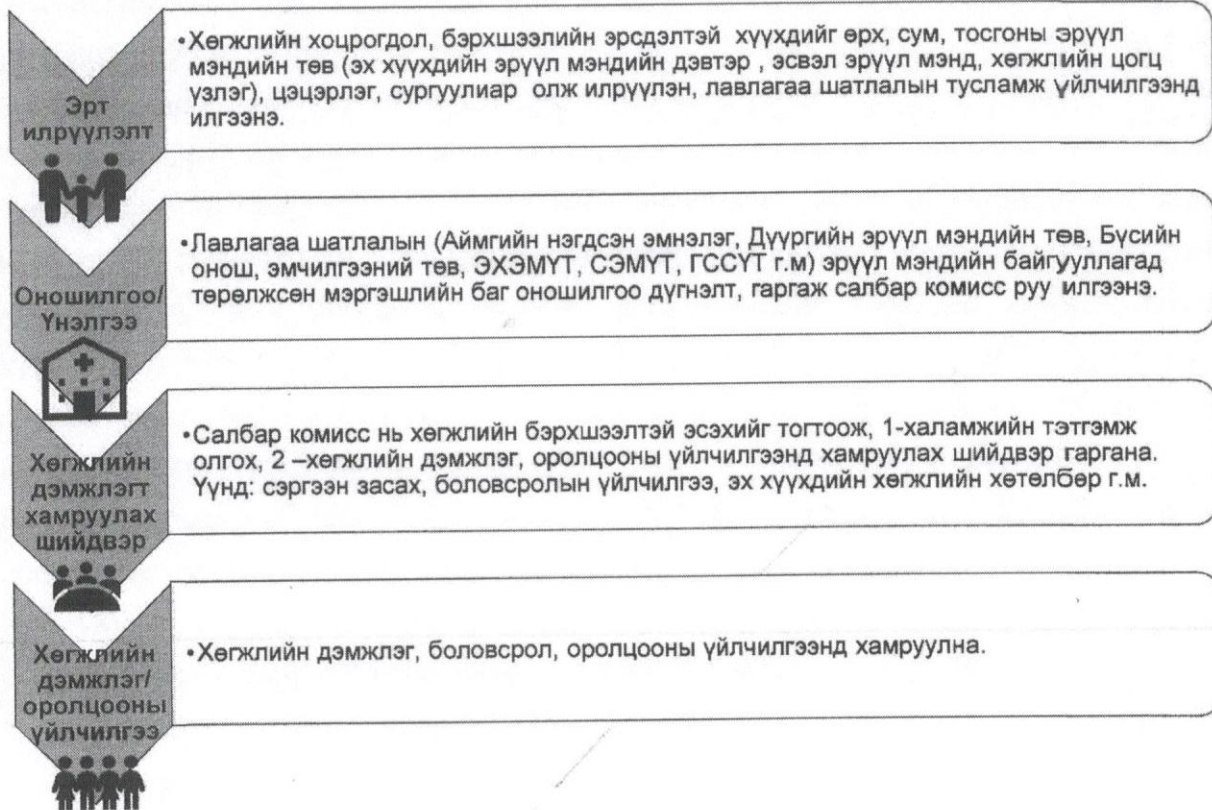 Эрт
илрүүлэлт
•Хөгжлийн хоцрогдол, бэрхшээлийн эрсдэлтэй хүүхдийг өрх, сум, тосгоны эрүүл
мэндийн төв (эх хүүхдийн эрүүл мэндийн дэвтэр , эсвэл эрүүл мэнд, хөгжлийн цогц
үзлэг), цэцэрлэг, сургуулиар олж илрүүлэн, лавлагаа шатлалын тусламж үйлчилгээнд
илгээнэ.
Оношилгоо/
Үнэлгээ
•Лавлагаа шатлалын (Аймгийн нэгдсэн эмнэлэг, Дүүргийн эрүүл мэндийн төв, Бүсийн
онош, эмчилгээний төв, ЭХЭМҮТ, СЭМҮТ, ГССҮТ г.м) эрүүл мэндийн байгууллагад
төрөлжсөн мэргэшлийн баг оношилгоо дүгнэлт, гаргаж салбар комисс руу илгээнэ.
Хөгжлийн
дэмжлэгт
хамруулах
шийдвэр
•Салбар комисс нь хөгжлийн бэрхшээлтэй эсэхийг тогтоож, 1-халамжийн тэтгэмж
олгох, 2 –хөгжлийн дэмжлэг, оролцооны үйлчилгээнд хамруулах шийдвэр гаргана.
Үүнд: сэргээн засах, боловсролын үйлчилгээ, эх хүүхдийн хөгжлийн хөтөлбөр г.м.
Хөгжлийн
дэмжлэг/
оролцооны
үйлчилгээ
•Хөгжлийн дэмжлэг, боловсрол, оролцооны үйлчилгээнд хамруулна.